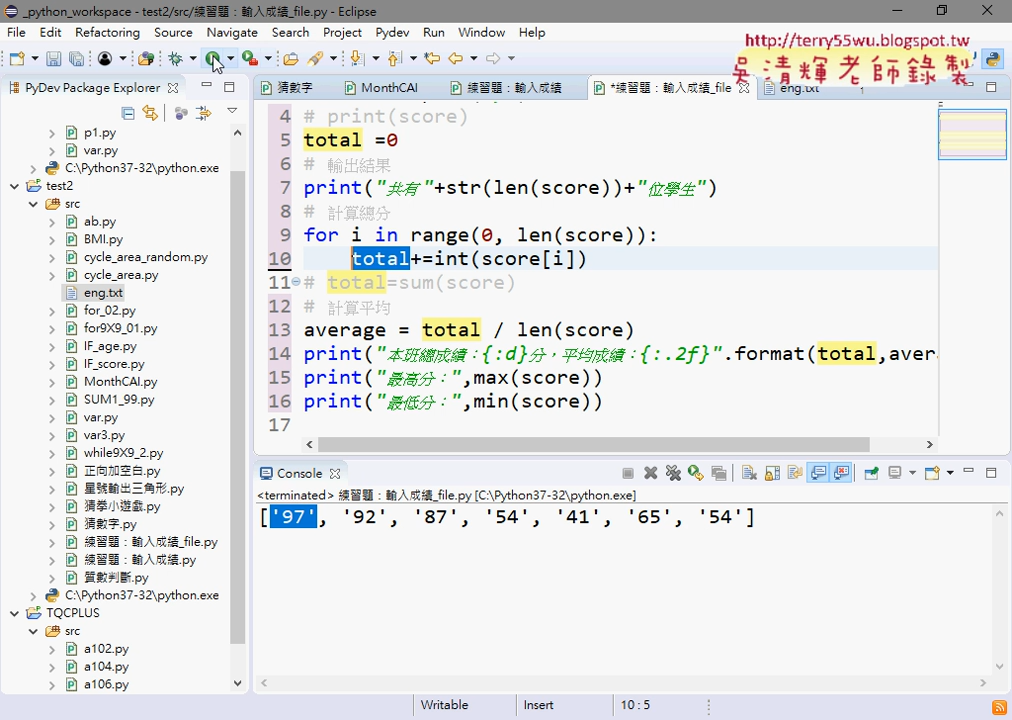 _python_workspace - test2/src/練習題：輸入成績_file.py - Eclipse
File Edit Refactoring Source Navigate Search Project Pydev Run Window Help
http://terry55wu.blogspot.tw
吳清輝老師錄製
PyDev Package Explorer
猜數字 MonthCAl 練習題：輸入成績 *練習題：輸入成績_file eng.txt
p1.py
var.py
C:\Python37-32\python.exe
test2
src
ab.py
BMI.py
cycle_area_random.py
cycle_area.py
eng.txt
for_02.py
for9X9_01.py
IF_age.py
IF_score.py
MonthCAl.py
SUM1_99.py
var.py
var3.py
while9X9_2.py
正向加空白.py
星號輸出三角形.py
猜拳小遊戲.py
猜數字.py
練習題：輸入成績_file.py
練習題：輸入成績.py
質數判斷.py
C:\Python37-32\python.exe
TQCPLUS
src
a102.py
a104.py
a106.py
4 # print(score)
5 total =0
6 # 輸出結果
7 print("共有"+str(len(score))+"位學生")
8 # 計算總分
9 for i in range(0, len(score)):
10 total+=int(score[i])
11 # total=sum(score)
12 # 計算平均
13 average = total / len(score)
14 print("本班總成績：{:d}分，平均成績：{:.2f}".format(total,aver
15 print("最高分：",max(score))
16 print("最低分：",min(score))
17
Console
<terminated> 練習題：輸入成績_file.py [C:\Python37-32\python.exe]
['97', '92', '87', '54', '41', '65', '54']
Writable Insert 10 : 5